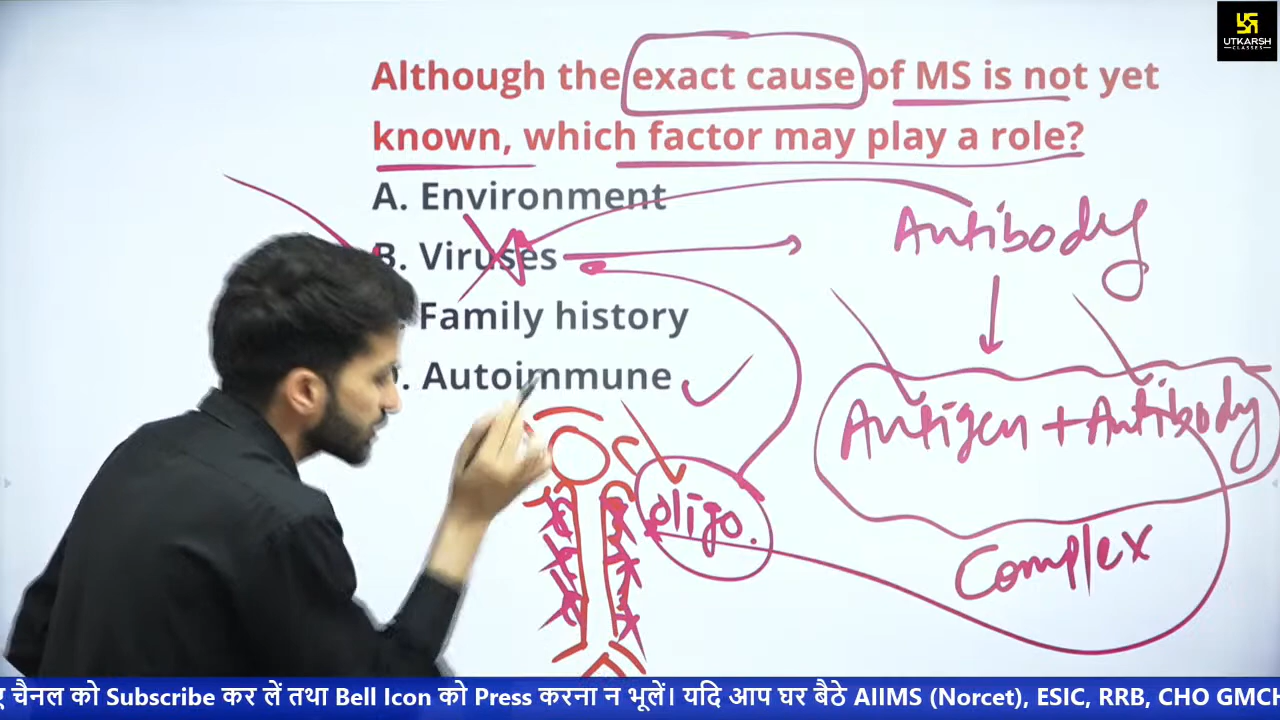 UTKARSH
CLASSES
Although the exact cause of MS is not yet
known, which factor may play a role?
A. Environment
B. Viruses
Family history
. Autoimmune
Antibody
Antigen + Antibody
oligo.
Complex
चैनल को Subscribe कर लें तथा Bell Icon को Press करना न भूलें। यदि आप घर बैठे AIIMS (Norcet), ESIC, RRB, CHO GMCH